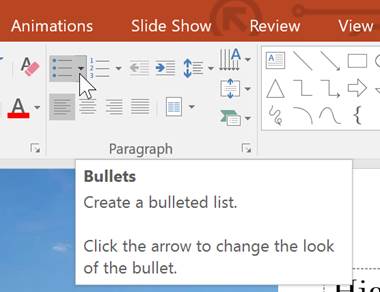 Animations Slide Show Review View
Paragraph
Bullets
Create a bulleted list.
Click the arrow to change the look
of the bullet.